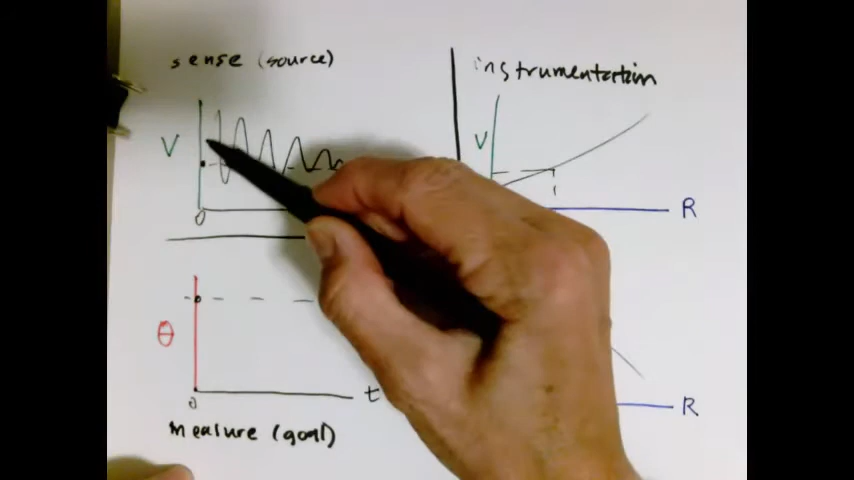 sense (source)
instrumentation
V
V
0
R
θ
t
0
R
measure (goal)